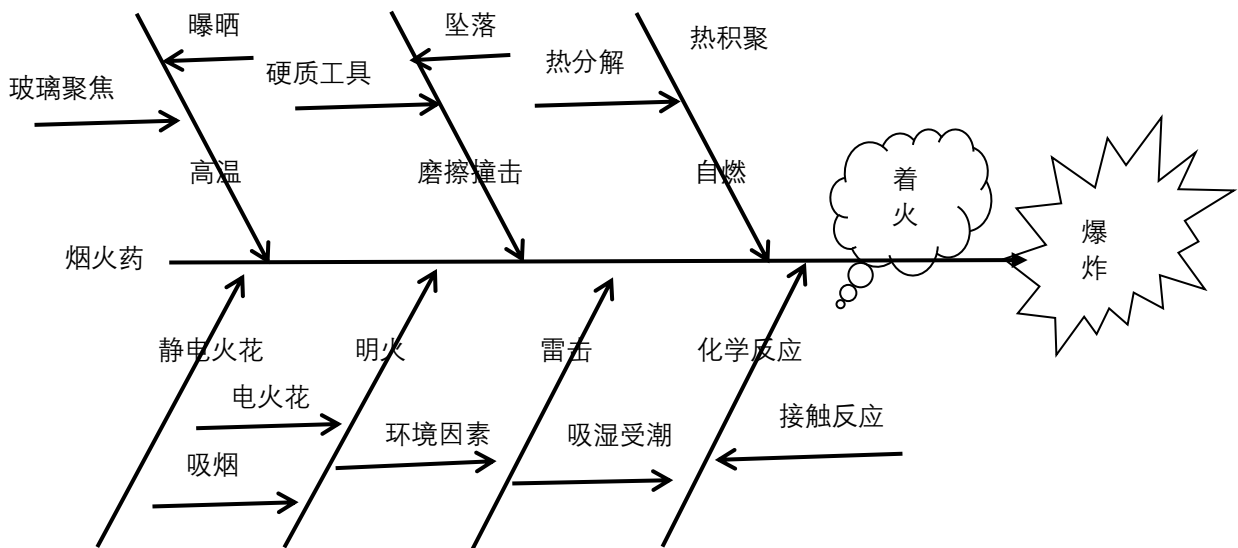 曝晒
坠落
热积聚
硬质工具
热分解
玻璃聚焦
高温
磨擦撞击
自燃
着
火
烟火药
爆
炸
静电火花
明火
雷击
化学反应
电火花
环境因素
吸湿受潮
接触反应
吸烟